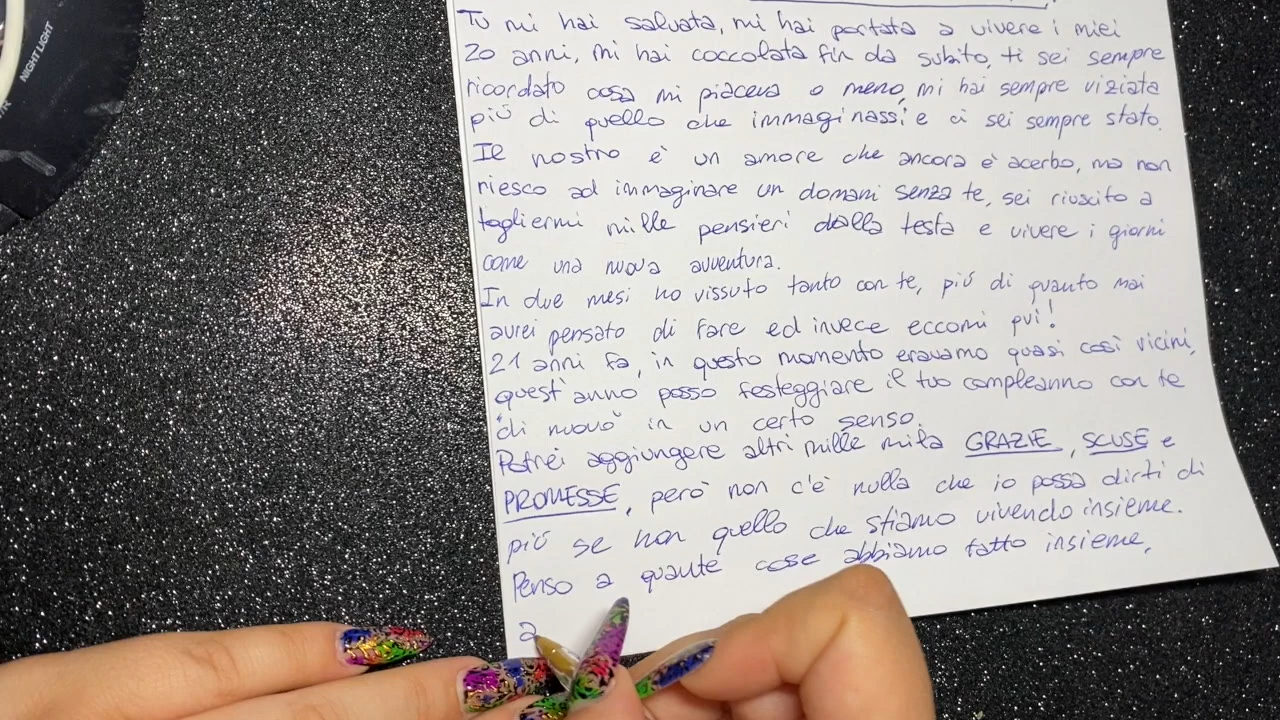 NIGHT LIGHT
Tu mi hai salvata, mi hai portata a vivere i miei
20 anni, mi hai coccolata fin da subito, ti sei sempre
ricordato cosa mi piaceva o meno, mi hai sempre viziata
più di quello che immaginassi e ci sei sempre stato.
Il nostro è un amore che ancora è acerbo, ma non
riesco ad immaginare un domani senza te, sei riuscito a
togliermi mille pensieri dalla testa e vivere i giorni
come una nuova avventura.
In due mesi ho vissuto tanto con te, più di quanto mai
avrei pensato di fare ed invece eccomi qui!
21 anni fa, in questo momento eravamo quasi così vicini,
quest'anno posso festeggiare il tuo compleanno con te
"di nuovo" in un certo senso.
Potrei aggiungere altri mille mila GRAZIE, SCUSE e
PROMESSE, però non c'è nulla che io possa dirti di
più se non quello che stiamo vivendo insieme.
Penso a quante cose abbiamo fatto insieme,
a